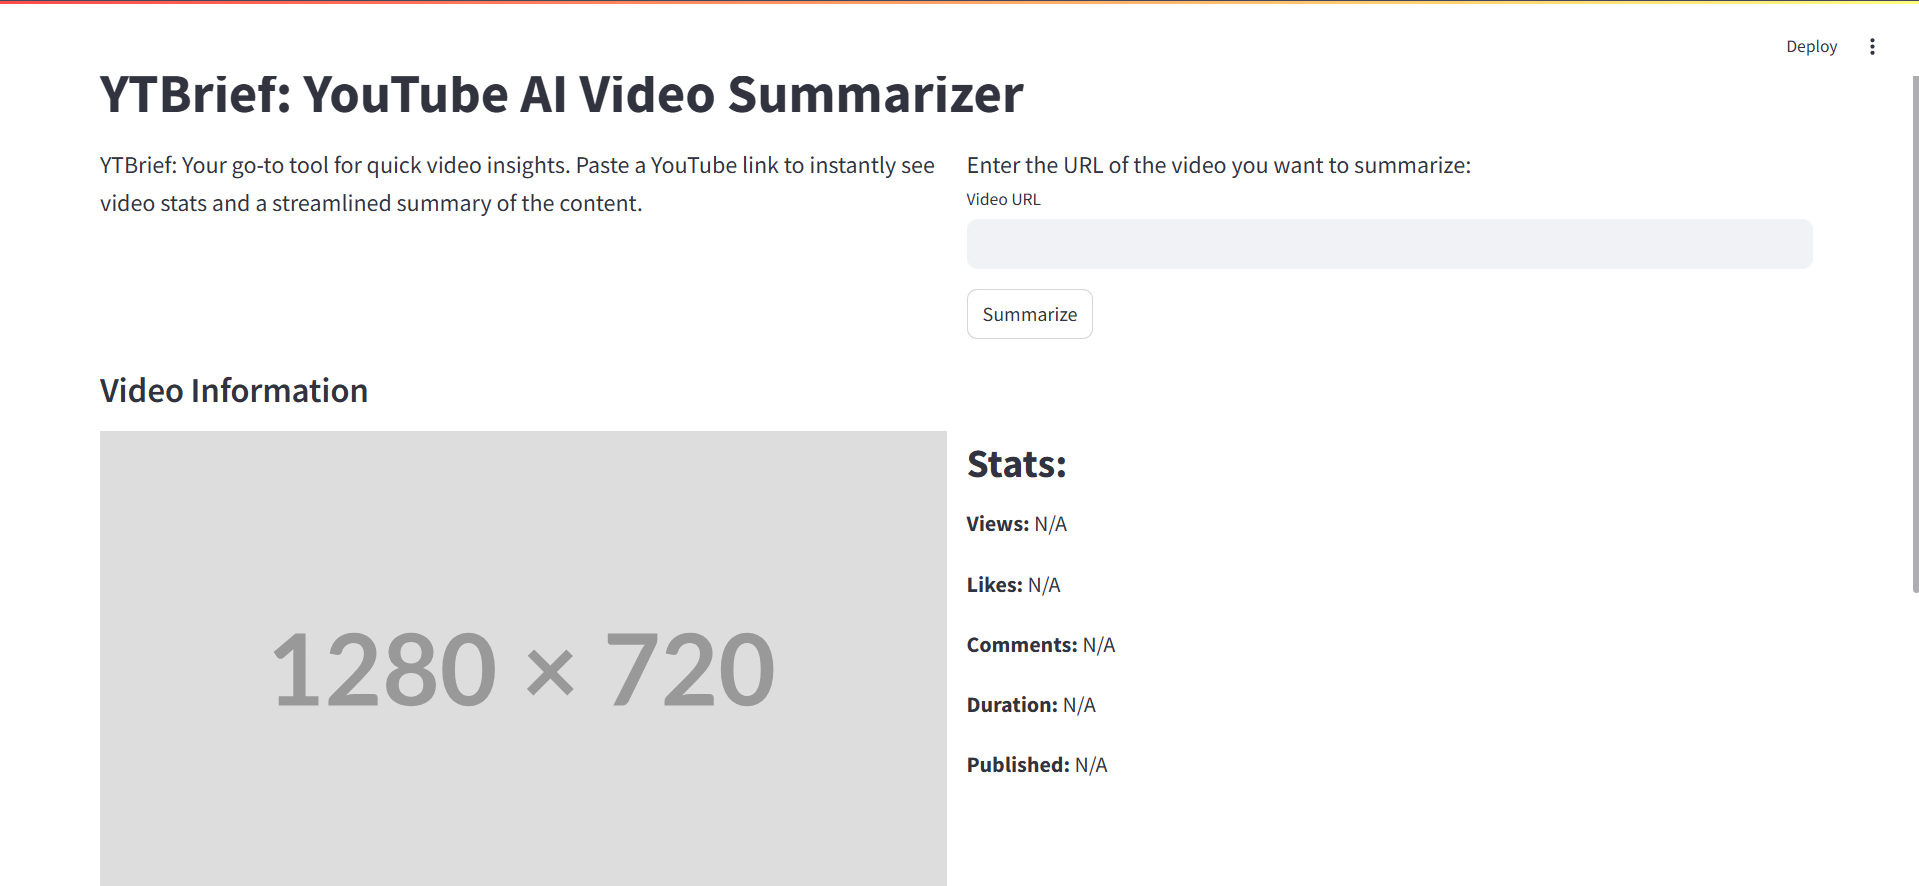 Deploy
YTBrief: YouTube AI Video Summarizer
YTBrief: Your go-to tool for quick video insights. Paste a YouTube link to instantly see
video stats and a streamlined summary of the content.
Enter the URL of the video you want to summarize:
Video URL
Summarize
Video Information
1280 × 720
Stats:
Views: N/A
Likes: N/A
Comments: N/A
Duration: N/A
Published: N/A